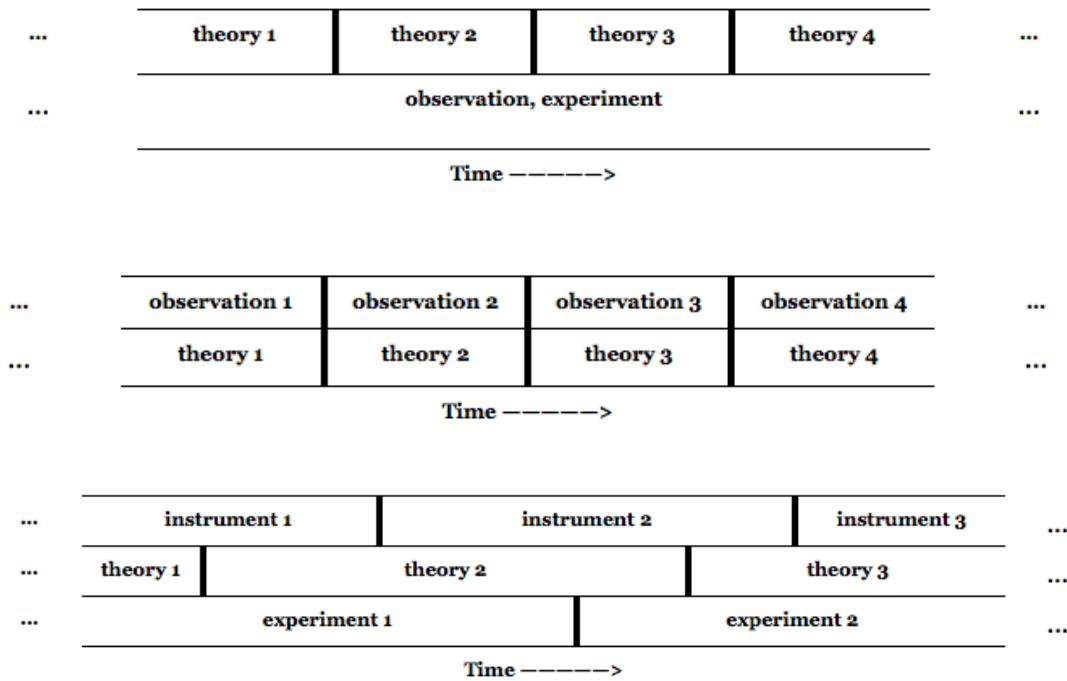 ... theory 1 theory 2 theory 3 theory 4 ...
... observation, experiment ...
Time —————>
... observation 1 observation 2 observation 3 observation 4 ...
... theory 1 theory 2 theory 3 theory 4 ...
Time —————>
... instrument 1 instrument 2 instrument 3 ...
... theory 1 theory 2 theory 3 ...
... experiment 1 experiment 2 ...
Time —————>